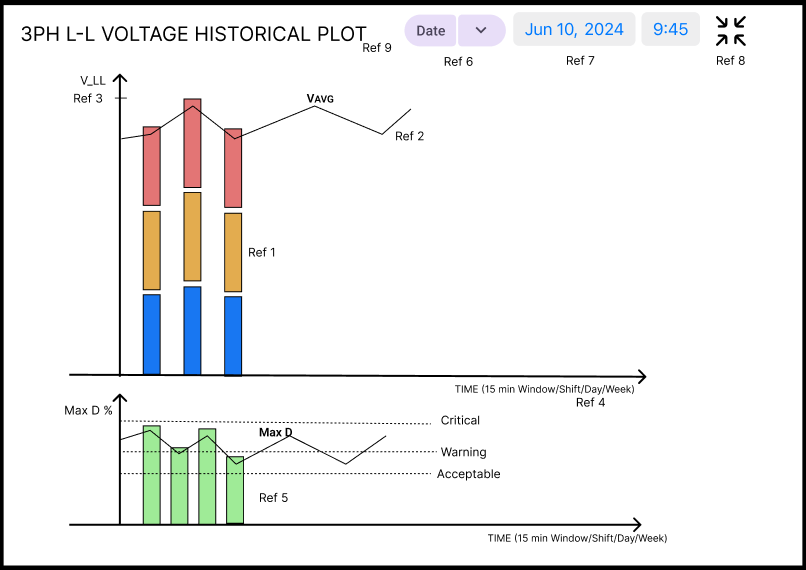 3PH L-L VOLTAGE HISTORICAL PLOT
Ref 9
Date
Jun 10, 2024
9:45
Ref 6
Ref 7
Ref 8
V_LL
Ref 3
VAVG
Ref 2
Ref 1
TIME (15 min Window/Shift/Day/Week)
Ref 4
Max D %
Critical
Max D
Warning
Acceptable
Ref 5
TIME (15 min Window/Shift/Day/Week)